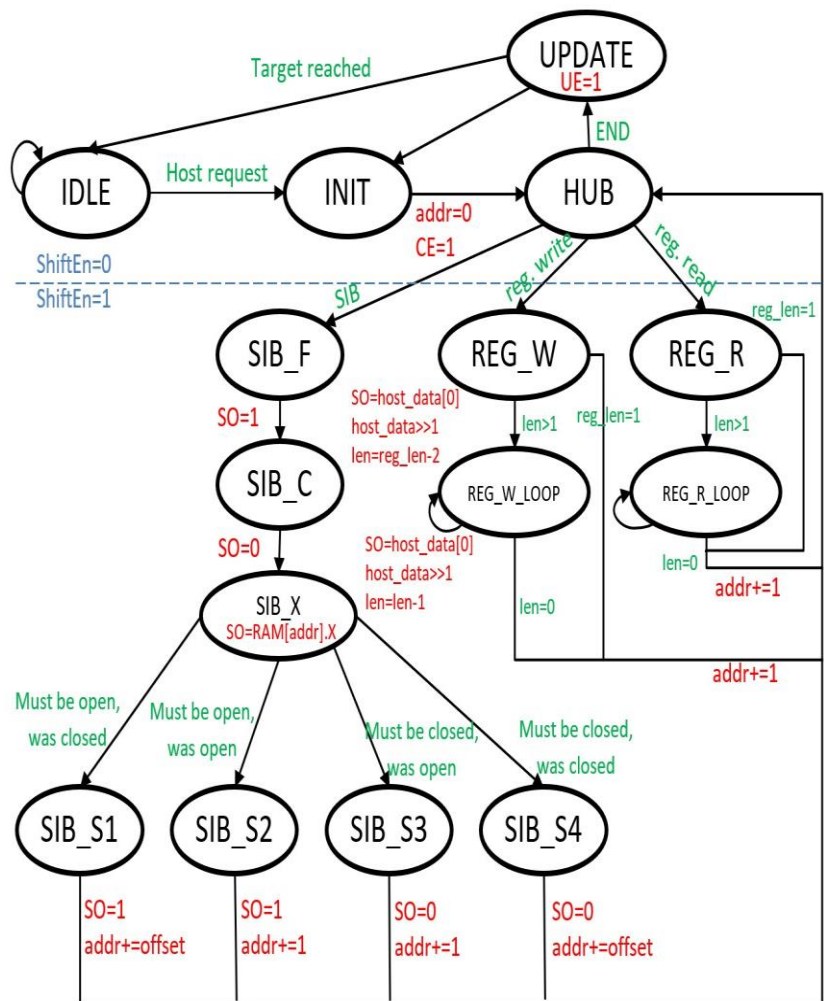 UPDATE
UE=1
Target reached
END
Host request
IDLE
INIT
HUB
addr=0
CE=1
ShiftEn=0
ShiftEn=1
SIB
reg. write
reg. read
reg_len=1
SIB_F
REG_W
REG_R
SO=1
SO=host_data[0]
host_data>>1
len=reg_len-2
len>1
reg_len=1
len>1
SIB_C
REG_W_LOOP
REG_R_LOOP
SO=0
SO=host_data[0]
host_data>>1
len=len-1
len=0
addr+=1
SIB_X
SO=RAM[addr].X
len=0
addr+=1
Must be open,
was closed
Must be open,
was open
Must be closed,
was open
Must be closed,
was closed
SIB_S1
SIB_S2
SIB_S3
SIB_S4
SO=1
addr+=offset
SO=1
addr+=1
SO=0
addr+=1
SO=0
addr+=offset